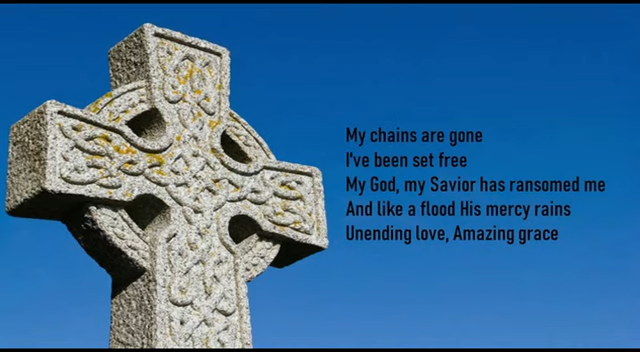 My chains are gone
I've been set free
My God, my Savior has ransomed me
And like a flood His mercy rains
Unending love, Amazing grace